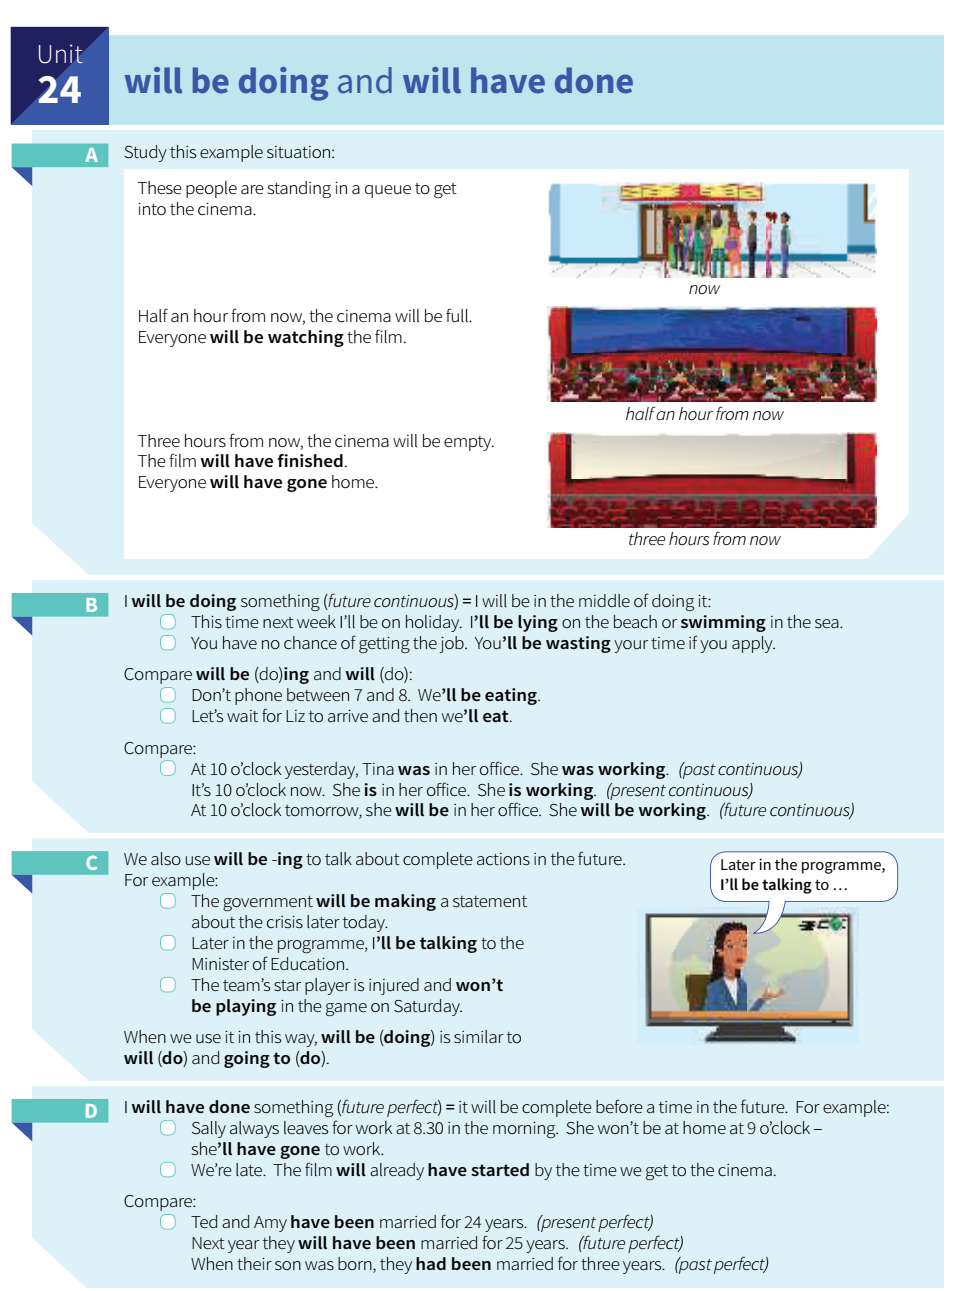 Unit
24
will be doing and will have done
A
Study this example situation:
These people are standing in a queue to get
into the cinema.
now
Half an hour from now, the cinema will be full.
Everyone will be watching the film.
half an hour from now
Three hours from now, the cinema will be empty.
The film will have finished.
Everyone will have gone home.
three hours from now
B
I will be doing something (future continuous) = I will be in the middle of doing it:
This time next week I'll be on holiday. I'll be lying on the beach or swimming in the sea.
You have no chance of getting the job. You'll be wasting your time if you apply.
Compare will be (do)ing and will (do):
Don't phone between 7 and 8. We'll be eating.
Let's wait for Liz to arrive and then we'll eat.
Compare:
At 10 o'clock yesterday, Tina was in her office. She was working. (past continuous)
It's 10 o'clock now. She is in her office. She is working. (present continuous)
At 10 o'clock tomorrow, she will be in her office. She will be working. (future continuous)
C
We also use will be -ing to talk about complete actions in the future.
For example:
The government will be making a statement
about the crisis later today.
Later in the programme, I'll be talking to the
Minister of Education.
The team's star player is injured and won't
be playing in the game on Saturday.
When we use it in this way, will be (doing) is similar to
will (do) and going to (do).
Later in the programme,
I'll be talking to ...
D
I will have done something (future perfect) = it will be complete before a time in the future. For example:
Sally always leaves for work at 8.30 in the morning. She won't be at home at 9 o'clock –
she'll have gone to work.
We're late. The film will already have started by the time we get to the cinema.
Compare:
Ted and Amy have been married for 24 years. (present perfect)
Next year they will have been married for 25 years. (future perfect)
When their son was born, they had been married for three years. (past perfect)